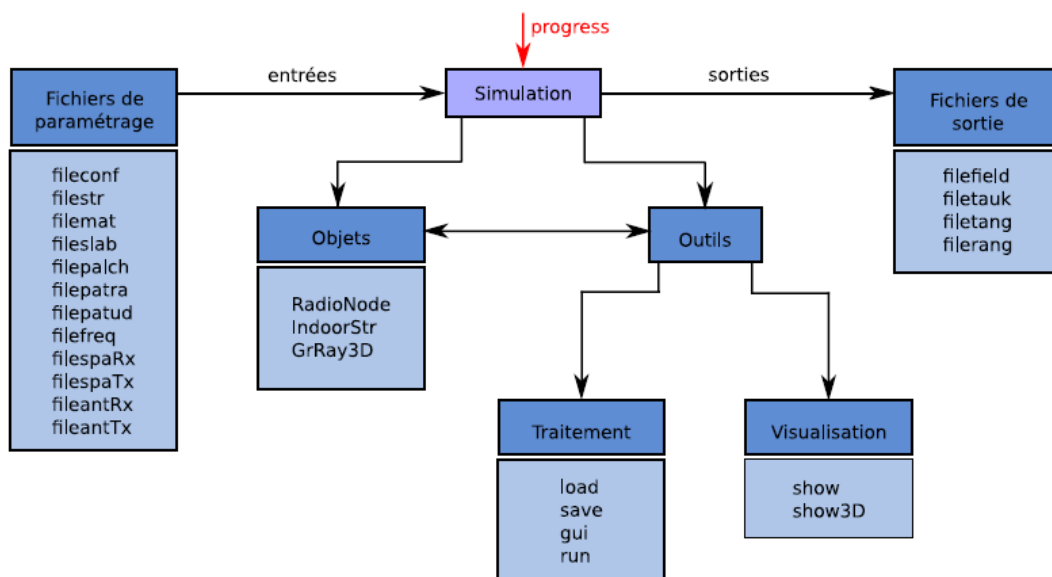 progress
entrées
Simulation
sorties
Fichiers de
paramétrage
fileconf
filestr
filemat
fileslab
filepalch
filepatra
filepatud
filefreq
filespaRx
filespaTx
fileantRx
fileantTx
Objets
RadioNode
IndoorStr
GrRay3D
Outils
Traitement
load
save
gui
run
Visualisation
show
show3D
Fichiers de
sortie
filefield
filetauk
filetang
filerang